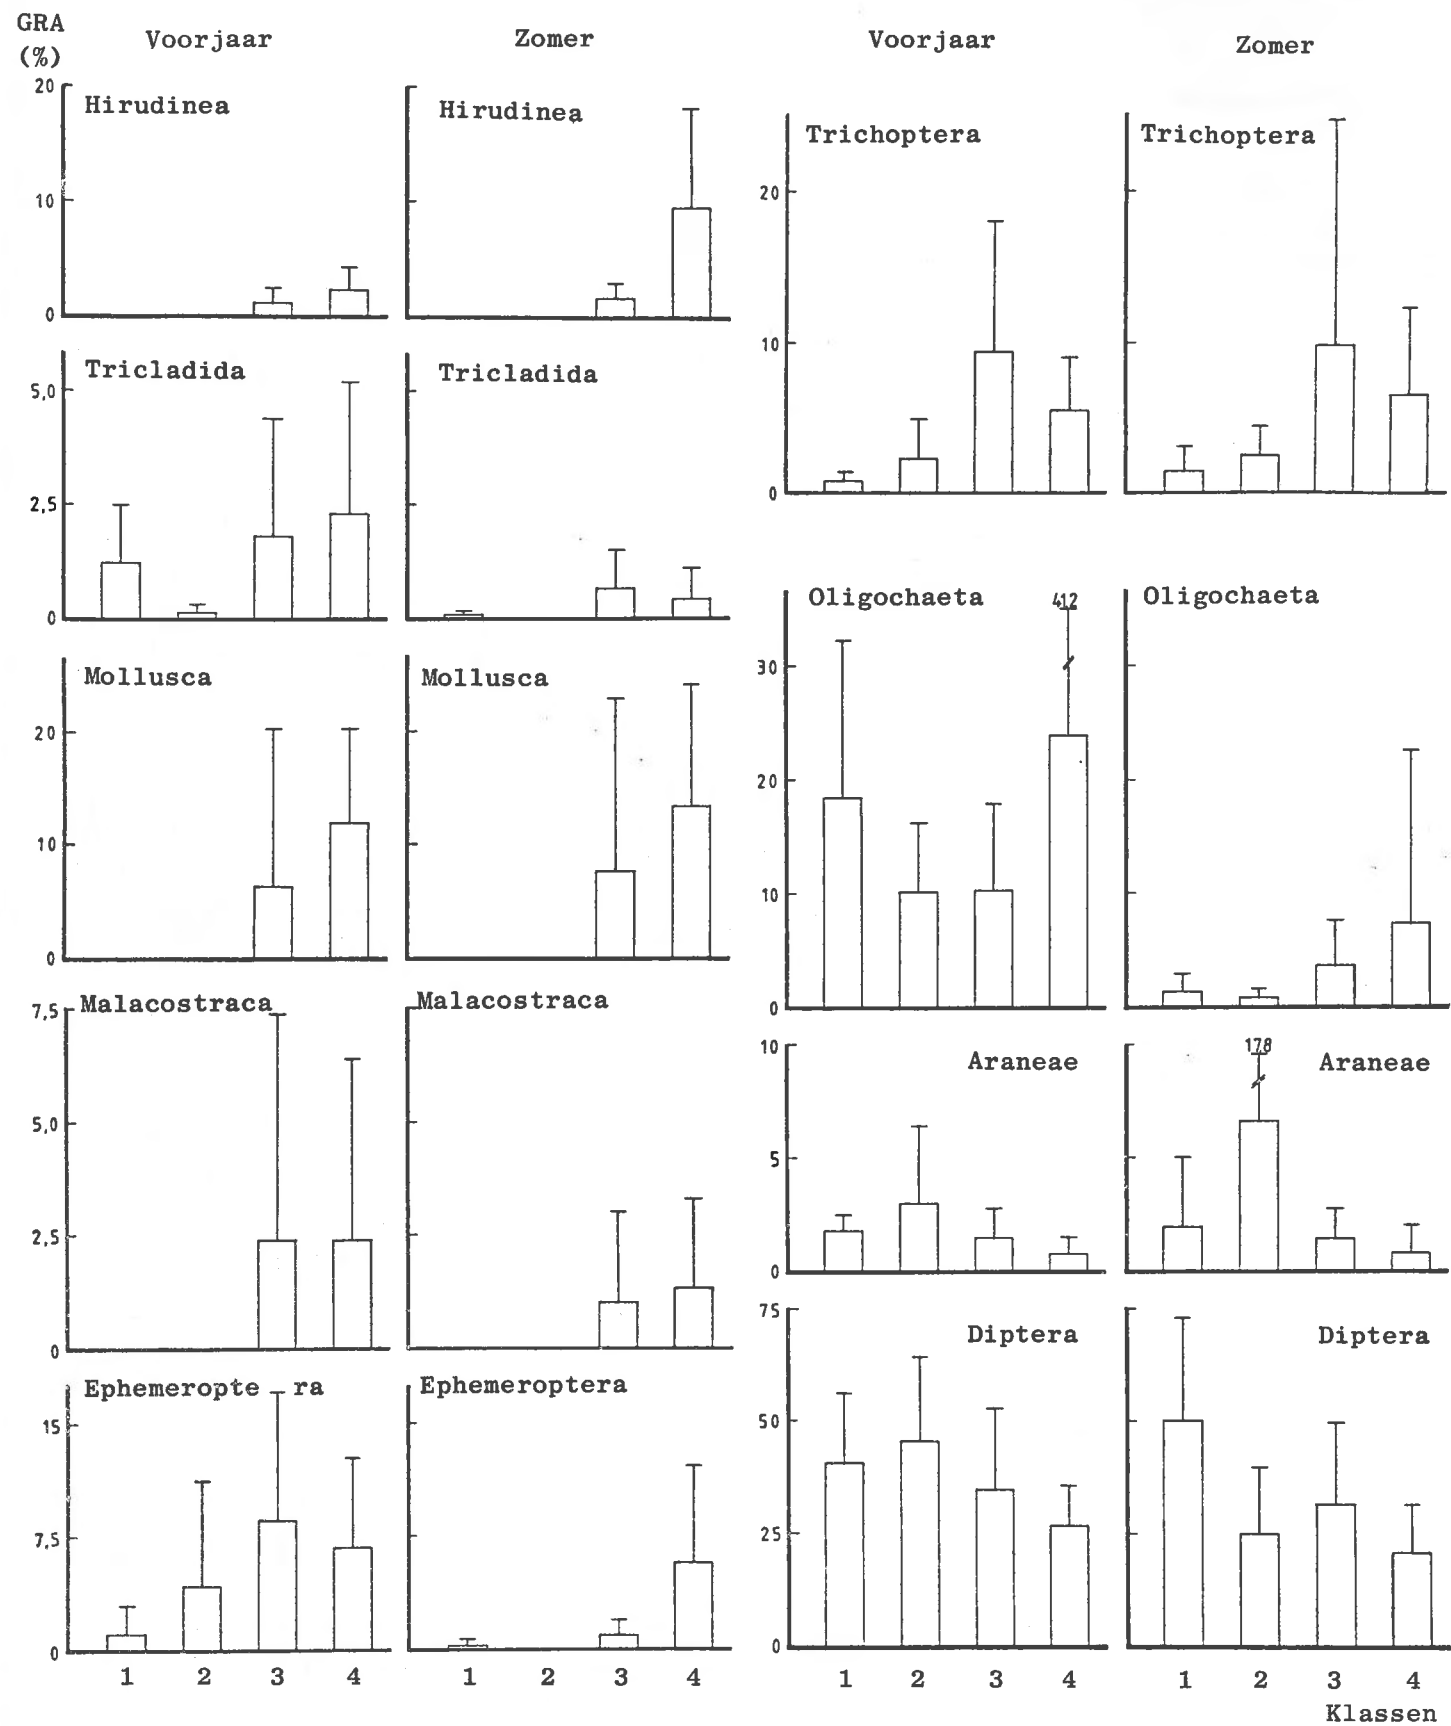 GRA
(%)
Voorjaar
Zomer
Voorjaar
Zomer
Hirudinea
20
10
0
Hirudinea
Tricladida
5,0
2,5
0
Tricladida
Mollusca
20
10
0
Mollusca
Malacostraca
7,5
5,0
2,5
0
Malacostraca
Ephemeropte ra
15
7,5
0
1 2 3 4
Ephemeroptera
1 2 3 4
Trichoptera
20
10
0
Trichoptera
Oligochaeta
41,2
30
20
10
0
Oligochaeta
Araneae
10
5
0
Araneae
17,8
Diptera
75
50
25
0
1 2 3 4
Diptera
1 2 3 4
Klassen